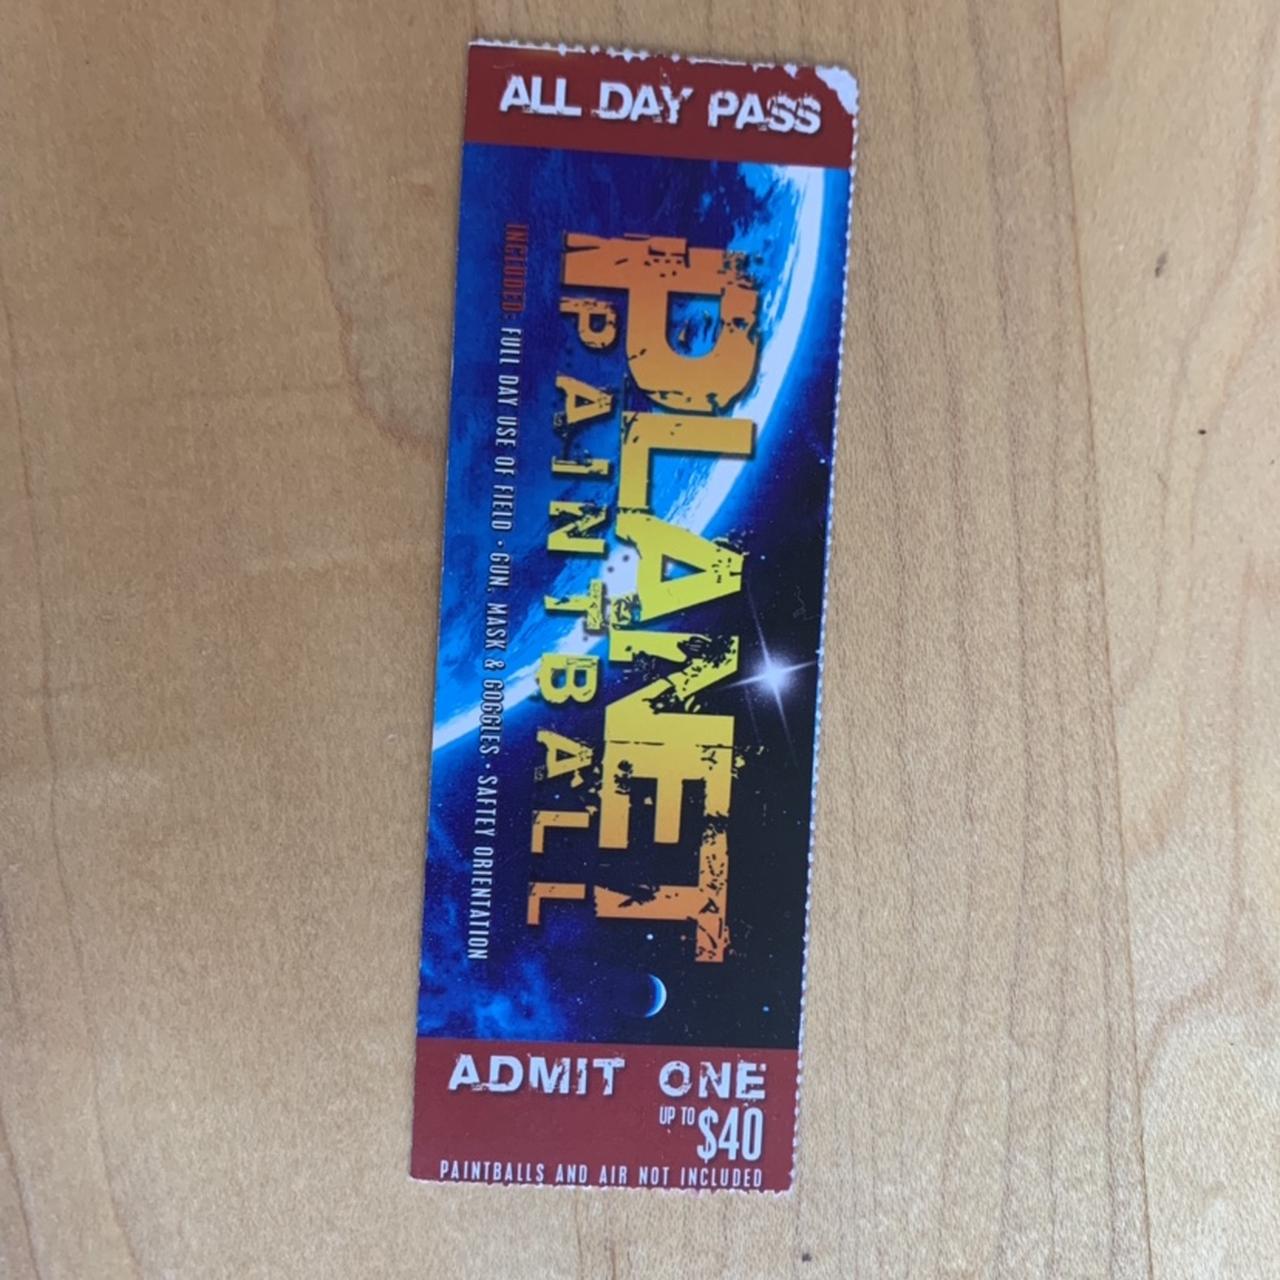 ALL DAY PASS
PLANET
PAINTBALL
INCLUDED: FULL DAY USE OF FIELD • GUN, MASK & GOGGLES • SAFTEY ORIENTATION
ADMIT ONE
UP TO $40
PAINTBALLS AND AIR NOT INCLUDED